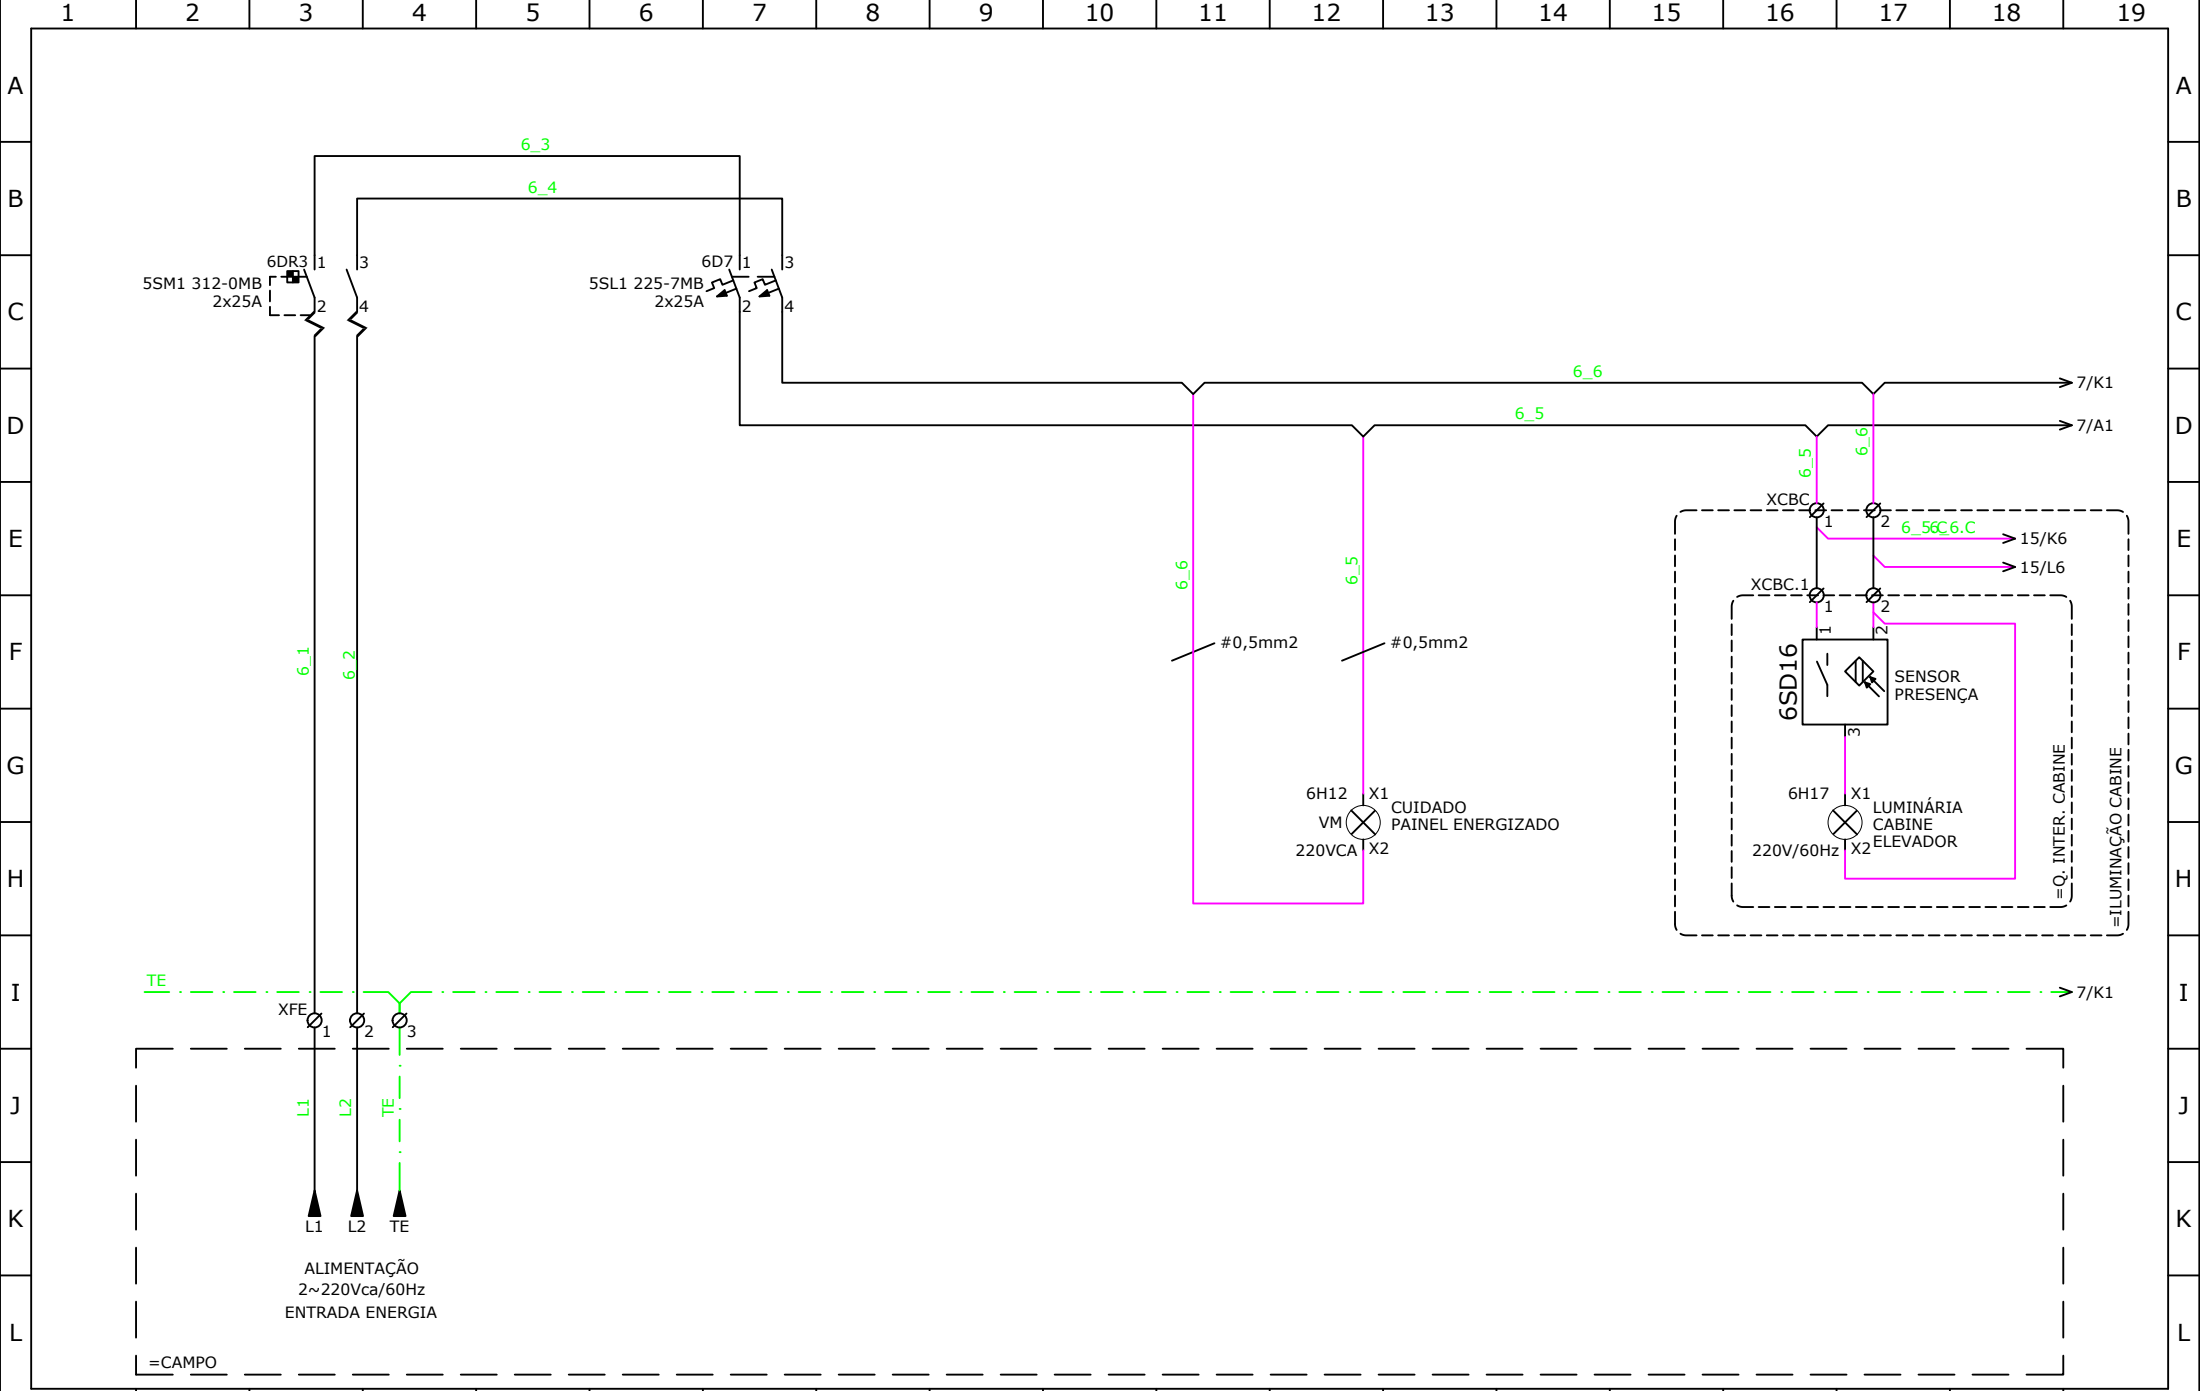 1 2 3 4 5 6 7 8 9 10 11 12 13 14 15 16 17 18 19
A A
6_3
B B
6_4
6DR3 1 3
5SM1 312-0MB
2x25A
2 4
6D7 1 3
5SL1 225-7MB
2x25A
2 4
C C
6_6
7/K1
D D
6_5
7/A1
6_5
6_6
XCBC 1 2
E E
6_6.C
15/K6
15/L6
6_6
6_5
XCBC.1 1 2
1 2
F F
#0,5mm2
#0,5mm2
6_1
6_2
6SD16
SENSOR
PRESENÇA
3
G G
6H12 X1
CUIDADO
VM
PAINEL ENERGIZADO
220VCA X2
6H17 X1
LUMINÁRIA
CABINE
ELEVADOR
220V/60Hz X2
=Q. INTER. CABINE
=ILUMINAÇÃO CABINE
H H
TE
I I
7/K1
XFE 1 2 3
J J
L1 L2 TE
K K
L1 L2 TE
ALIMENTAÇÃO
2~220Vca/60Hz
ENTRADA ENERGIA
L L
=CAMPO